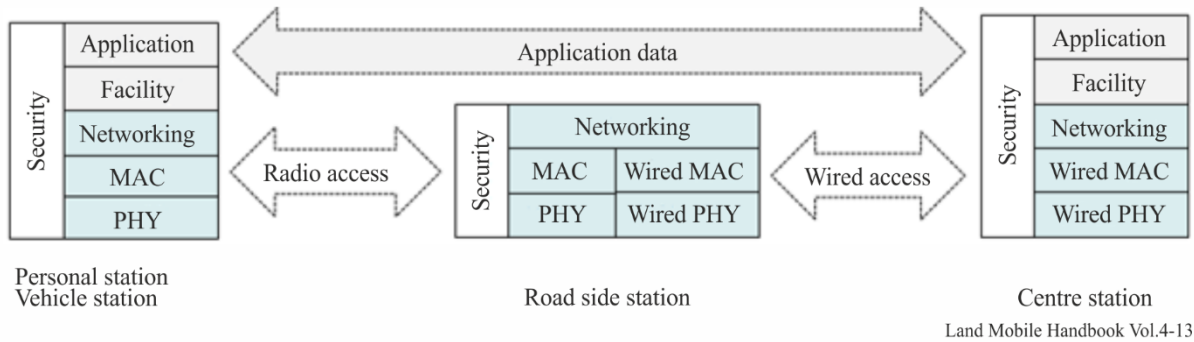 Security
Application
Facility
Networking
MAC
PHY
Personal station
Vehicle station
Application data
Radio access
Security
Networking
MAC
Wired MAC
PHY
Wired PHY
Road side station
Wired access
Security
Application
Facility
Networking
Wired MAC
Wired PHY
Centre station
Land Mobile Handbook Vol.4-13